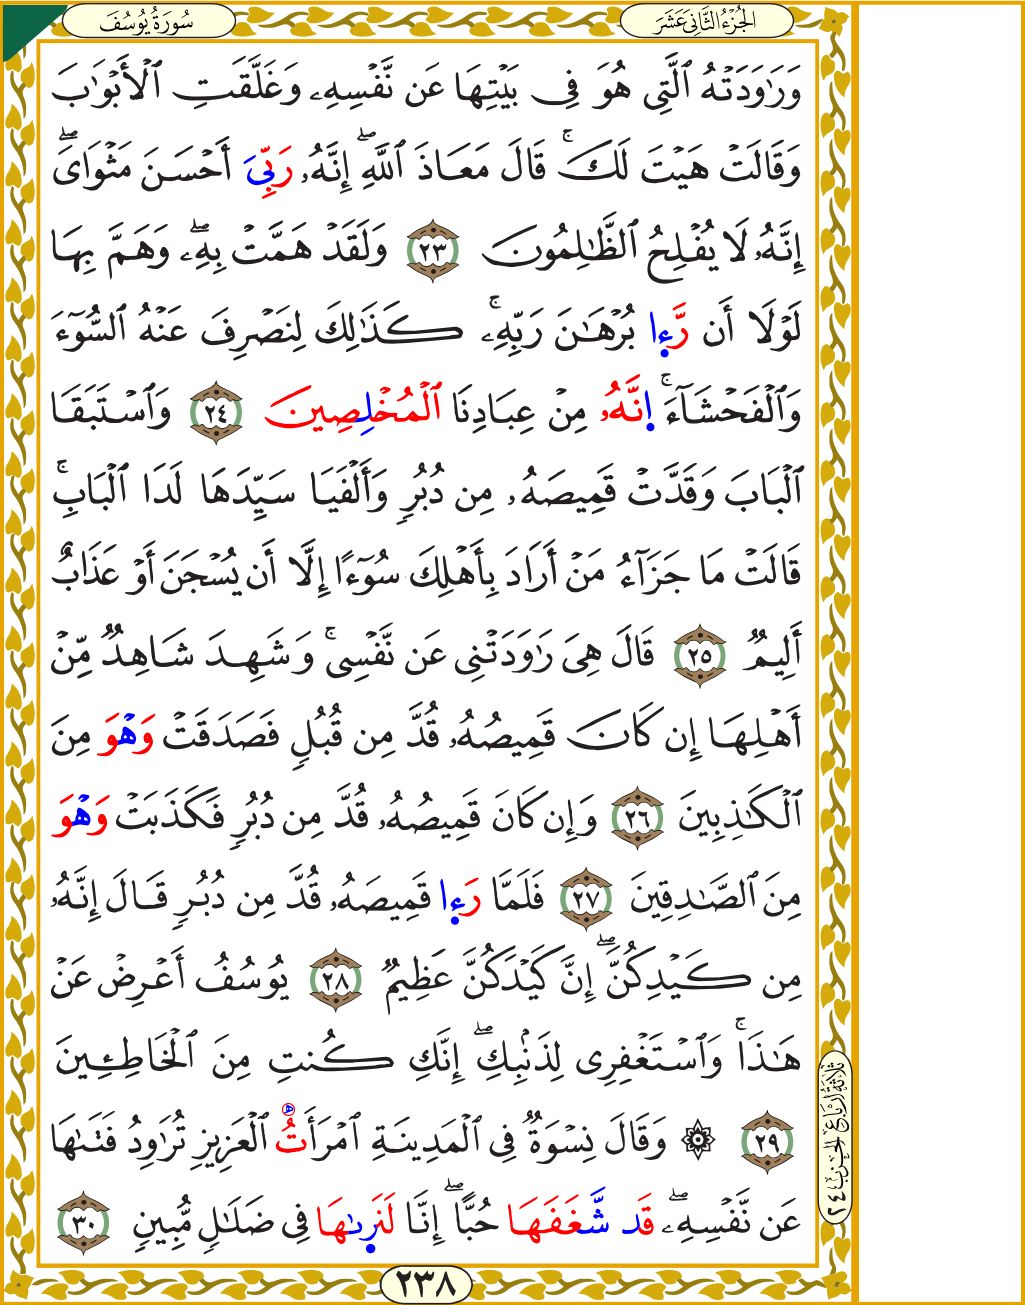 سُورَةُ يُوسُفَ
الجُزْءُ الثَّانِي عَشَرَ
وَرَٰوَدَتْهُ ٱلَّتِي هُوَ فِي بَيْتِهَا عَن نَّفْسِهِۦ وَغَلَّقَتِ ٱلْأَبْوَٰبَ
وَقَالَتْ هَيْتَ لَكَۚ قَالَ مَعَاذَ ٱللَّهِۖ إِنَّهُۥ رَبِّيَ أَحْسَنَ مَثْوَايَۖ
إِنَّهُۥ لَا يُفْلِحُ ٱلظَّٰلِمُونَ ٢٣ وَلَقَدْ هَمَّتْ بِهِۦۖ وَهَمَّ بِهَا
لَوْلَا أَن رَّءِا بُرْهَٰنَ رَبِّهِۦۚ كَذَٰلِكَ لِنَصْرِفَ عَنْهُ ٱلسُّوٓءَ
وَٱلْفَحْشَآءَۚ إِنَّهُۥ مِنْ عِبَادِنَا ٱلْمُخْلِصِينَ ٢٤ وَٱسْتَبَقَا
ٱلْبَابَ وَقَدَّتْ قَمِيصَهُۥ مِن دُبُرٍ وَأَلْفَيَا سَيِّدَهَا لَدَا ٱلْبَابِۚ
قَالَتْ مَا جَزَآءُ مَنْ أَرَادَ بِأَهْلِكَ سُوٓءًا إِلَّا أَن يُسْجَنَ أَوْ عَذَابٌ
أَلِيمٌ ٢٥ قَالَ هِيَ رَٰوَدَتْنِي عَن نَّفْسِيۚ وَشَهِدَ شَاهِدٌ مِّنْ
أَهْلِهَا إِن كَانَ قَمِيصُهُۥ قُدَّ مِن قُبُلٍ فَصَدَقَتْ وَهْوَ مِنَ
ٱلْكَٰذِبِينَ ٢٦ وَإِن كَانَ قَمِيصُهُۥ قُدَّ مِن دُبُرٍ فَكَذَبَتْ وَهْوَ
مِنَ ٱلصَّٰدِقِينَ ٢٧ فَلَمَّا رَءِا قَمِيصَهُۥ قُدَّ مِن دُبُرٍ قَالَ إِنَّهُۥ
مِن كَيْدِكُنَّۖ إِنَّ كَيْدَكُنَّ عَظِيمٌ ٢٨ يُوسُفُ أَعْرِضْ عَنْ
هَٰذَاۚ وَٱسْتَغْفِرِي لِذَنۢبِكِۖ إِنَّكِ كُنتِ مِنَ ٱلْخَاطِـِٔينَ
٢٩ ۞ وَقَالَ نِسْوَةٌ فِي ٱلْمَدِينَةِ ٱمْرَأَتُ ٱلْعَزِيزِ تُرَٰوِدُ فَتَىٰهَا
عَن نَّفْسِهِۦۖ قَد شَّغَفَهَا حُبًّاۖ إِنَّا لَنَرِىٰهَا فِي ضَلَٰلٍ مُّبِينٍ ٣٠
ثَلَاثَةُ أَرْبَاعِ الحِزْبِ ٢٤
٢٣٨